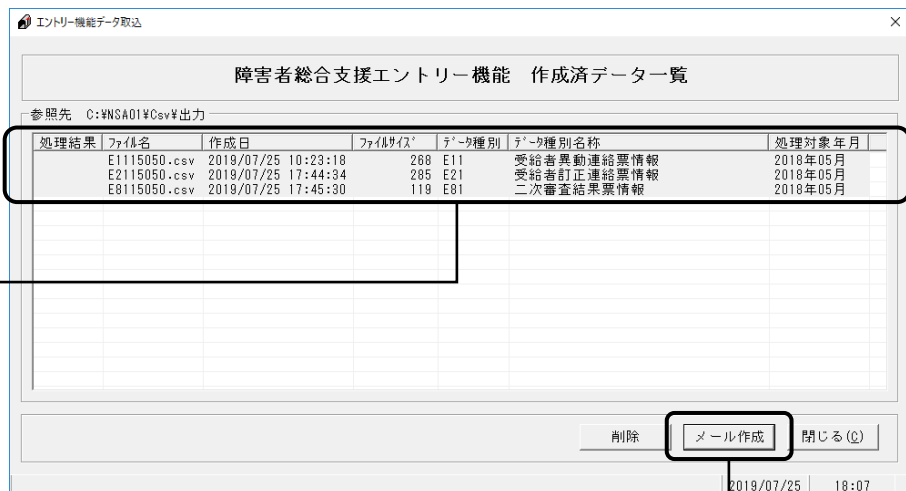 エントリー機能データ取込
障害者総合支援エントリー機能 作成済データ一覧
参照先 C:¥NSA01¥Csv¥出力
処理結果 ﾌｧｲﾙ名 作成日 ﾌｧｲﾙｻｲｽﾞ ﾃﾞｰﾀ種別 ﾃﾞｰﾀ種別名称 処理対象年月
E1115050.csv 2019/07/25 10:23:18 268 E11 受給者異動連絡票情報 2018年05月
E2115050.csv 2019/07/25 17:44:34 285 E21 受給者訂正連絡票情報 2018年05月
E8115050.csv 2019/07/25 17:45:30 119 E81 二次審査結果票情報 2018年05月
削除 メール作成 閉じる(C)
2019/07/25 18:07